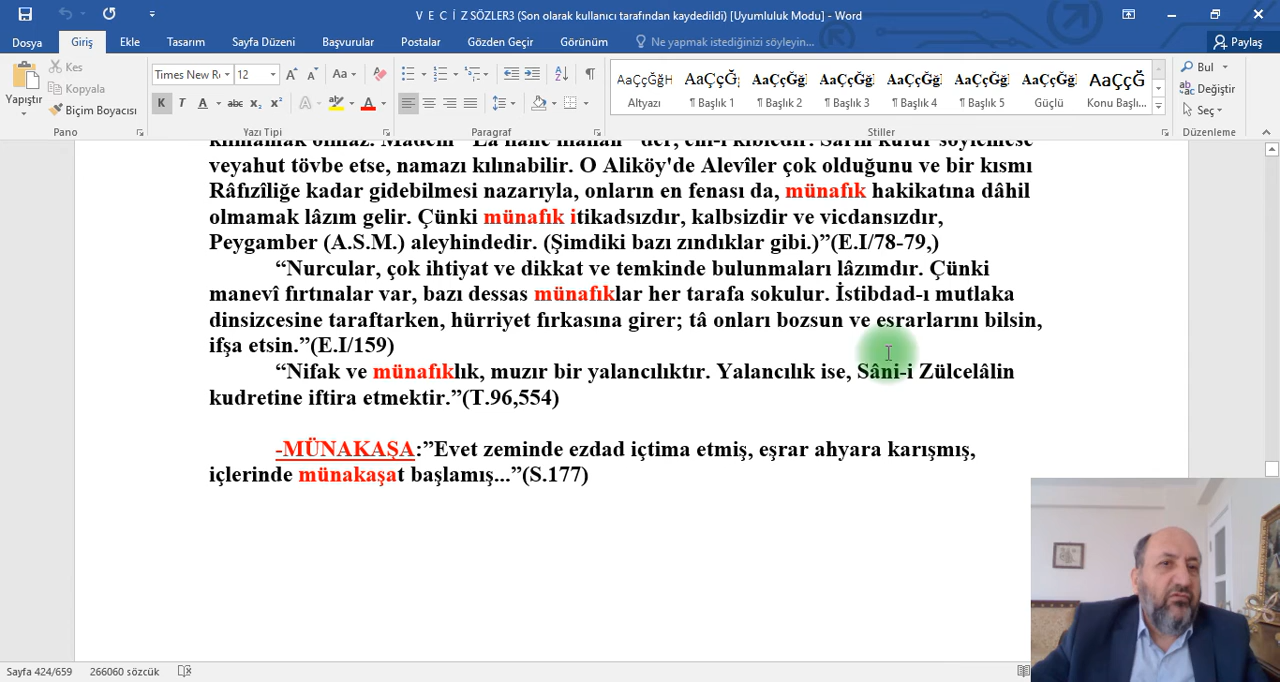 V E C İ Z SÖZLER3 (Son olarak kullanıcı tarafından kaydedildi) [Uyumluluk Modu] - Word
Dosya Giriş Ekle Tasarım Sayfa Düzeni Başvurular Postalar Gözden Geçir Görünüm Ne yapmak istediğinizi söyleyin... Paylaş
Yapıştır
Kes
Kopyala
Biçim Boyacısı
Times New Ro 12
AaÇçĞğH AaÇçĞ; AaÇçĞğ AaÇçĞğ AaÇçĞğ AaÇçĞğ AaÇçĞğ AaÇçĞ
Altyazı ¶ Başlık 1 ¶ Başlık 2 ¶ Başlık 3 ¶ Başlık 4 ¶ Başlık 5 Güçlü Konu Başlı...
Bul
Değiştir
Seç
Pano Yazı Tipi Paragraf Stiller Düzenleme
veyahut tövbe etse, namazı kılınabilir. O Aliköy'de Alevîler çok olduğunu ve bir kısmı
Râfızîliğe kadar gidebilmesi nazarıyla, onların en fenası da, münafık hakikatına dâhil
olmamak lâzım gelir. Çünki münafık itikadsızdır, kalbsizdir ve vicdansızdır,
Peygamber (A.S.M.) aleyhindedir. (Şimdiki bazı zındıklar gibi.)”(E.I/78-79,)
“Nurcular, çok ihtiyat ve dikkat ve temkinde bulunmaları lâzımdır. Çünki
manevî fırtınalar var, bazı dessas münafıklar her tarafa sokulur. İstibdad-ı mutlaka
dinsizcesine taraftarken, hürriyet fırkasına girer; tâ onları bozsun ve esrarlarını bilsin,
ifşa etsin.”(E.I/159)
“Nifak ve münafıklık, muzır bir yalancılıktır. Yalancılık ise, Sâni-i Zülcelâlin
kudretine iftira etmektir.”(T.96,554)
-MÜNAKAŞA:”Evet zeminde ezdad içtima etmiş, eşrar ahyara karışmış,
içlerinde münakaşat başlamış...”(S.177)
Sayfa 424/659 266060 sözcük